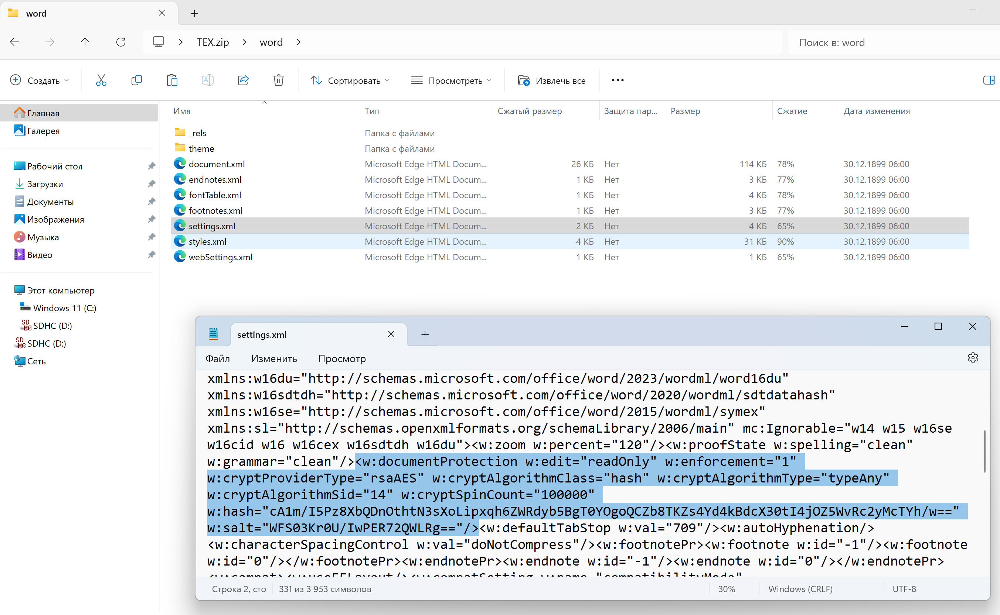 word
TEX.zip
word
Поиск в: word
Создать
Сортировать
Просмотреть
Извлечь все
•••
Имя
Тип
Сжатый размер
Защита пар...
Размер
Сжатие
Дата изменения
Главная
Галерея
Рабочий стол
Загрузки
Документы
Изображения
Музыка
Видео
Этот компьютер
Windows 11 (C:)
SDHC (D:)
SDHC (D:)
Сеть
_rels Папка с файлами
theme Папка с файлами
document.xml Microsoft Edge HTML Docum... 26 КБ Нет 114 КБ 78% 30.12.1899 06:00
endnotes.xml Microsoft Edge HTML Docum... 1 КБ Нет 3 КБ 77% 30.12.1899 06:00
fontTable.xml Microsoft Edge HTML Docum... 1 КБ Нет 4 КБ 78% 30.12.1899 06:00
footnotes.xml Microsoft Edge HTML Docum... 1 КБ Нет 3 КБ 77% 30.12.1899 06:00
settings.xml Microsoft Edge HTML Docum... 2 КБ Нет 4 КБ 65% 30.12.1899 06:00
styles.xml Microsoft Edge HTML Docum... 4 КБ Нет 31 КБ 90% 30.12.1899 06:00
webSettings.xml Microsoft Edge HTML Docum... 1 КБ Нет 1 КБ 65% 30.12.1899 06:00
settings.xml
Файл Изменить Просмотр
xmlns:w16du="http://schemas.microsoft.com/office/word/2023/wordml/word16du"
xmlns:w16sdtdh="http://schemas.microsoft.com/office/word/2020/wordml/sdtdatahash"
xmlns:w16se="http://schemas.microsoft.com/office/word/2015/wordml/symex"
xmlns:sl="http://schemas.openxmlformats.org/schemaLibrary/2006/main" mc:Ignorable="w14 w15 w16se
w16cid w16 w16cex w16sdtdh w16du"><w:zoom w:percent="120"/><w:proofState w:spelling="clean"
w:grammar="clean"/><w:documentProtection w:edit="readOnly" w:enforcement="1"
w:cryptProviderType="rsaAES" w:cryptAlgorithmClass="hash" w:cryptAlgorithmType="typeAny"
w:cryptAlgorithmSid="14" w:cryptSpinCount="100000"
w:hash="cA1m/I5Pz8XbQDnOthtN3sXoLipxqh6ZWRdyb5BgT0YOgoQCZb8TKZs4Yd4kBdcX30tI4jOZ5WvRc2yMcTYh/w=="
w:salt="WFS03Kr0U/IwPER72QWLRg=="/><w:defaultTabStop w:val="709"/><w:autoHyphenation/>
<w:characterSpacingControl w:val="doNotCompress"/><w:footnotePr><w:footnote w:id="-1"/><w:footnote
w:id="0"/></w:footnotePr><w:endnotePr><w:endnote w:id="-1"/><w:endnote w:id="0"/></w:endnotePr>
<w:compat><w:useFELayout/><w:compatSetting w:name="compatibilityMode"
Строка 2, сто 331 из 3 953 символов 30% Windows (CRLF) UTF-8